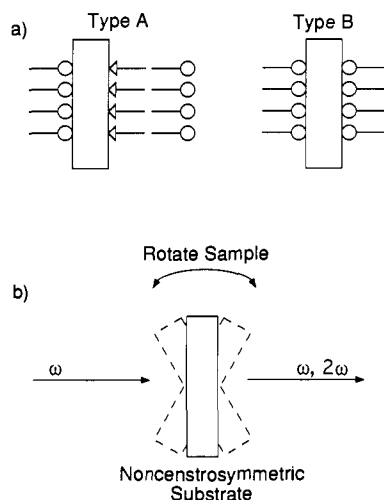 a)
Type A
Type B
Rotate Sample
b)
ω
ω, 2ω
Noncenstrosymmetric
Substrate